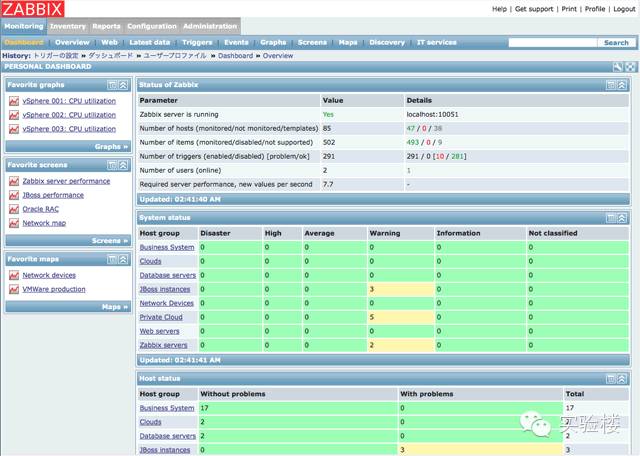 ZABBIX
Help | Get support | Print | Profile | Logout
Monitoring Inventory Reports Configuration Administration
Dashboard | Overview | Web | Latest data | Triggers | Events | Graphs | Screens | Maps | Discovery | IT services Search
History: トリガーの設定 » ダッシュボード » ユーザープロファイル » Dashboard » Overview
PERSONAL DASHBOARD
Favorite graphs
vSphere 001: CPU utilization
vSphere 002: CPU utilization
vSphere 003: CPU utilization
Graphs »
Favorite screens
Zabbix server performance
JBoss performance
Oracle RAC
Network map
Screens »
Favorite maps
Network devices
VMWare production
Maps »
Status of Zabbix
Parameter Value Details
Zabbix server is running Yes localhost:10051
Number of hosts (monitored/not monitored/templates) 85 47 / 0 / 38
Number of items (monitored/disabled/not supported) 502 493 / 0 / 9
Number of triggers (enabled/disabled) [problem/ok] 291 291 / 0 [10 / 281]
Number of users (online) 2 1
Required server performance, new values per second 7.7 -
Updated: 02:41:40 AM
System status
Host group Disaster High Average Warning Information Not classified
Business System 0 0 0 0 0 0
Clouds 0 0 0 0 0 0
Database servers 0 0 0 0 0 0
JBoss instances 0 0 0 3 0 0
Network Devices 0 0 0 0 0 0
Private Cloud 0 0 0 5 0 0
Web servers 0 0 0 0 0 0
Zabbix servers 0 0 0 2 0 0
Updated: 02:41:41 AM
Host status
Host group Without problems With problems Total
Business System 17 0 17
Clouds 2 0 2
Database servers 2 0 2
JBoss instances 0 3 3
实验楼